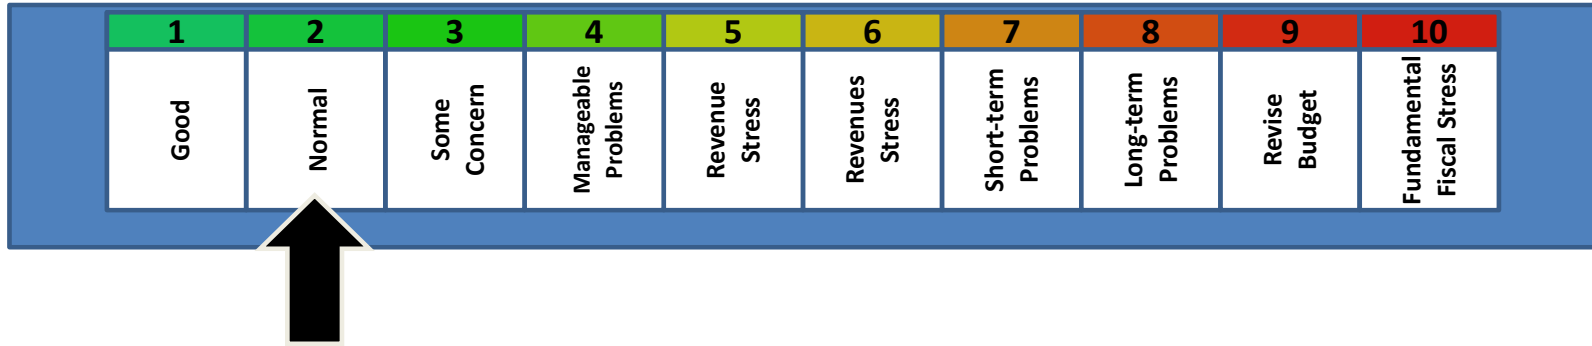 1 2 3 4 5 6 7 8 9 10
Good
Normal
Some
Concern
Manageable
Problems
Revenue
Stress
Revenues
Stress
Short-term
Problems
Long-term
Problems
Revise
Budget
Fundamental
Fiscal Stress